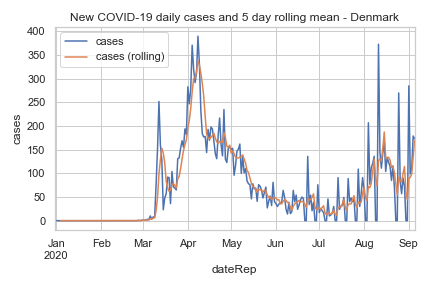 New COVID-19 daily cases and 5 day rolling mean - Denmark
cases
cases (rolling)
400
350
300
250
200
150
100
50
0
cases
Jan Feb Mar Apr May Jun Jul Aug Sep
2020
dateRep